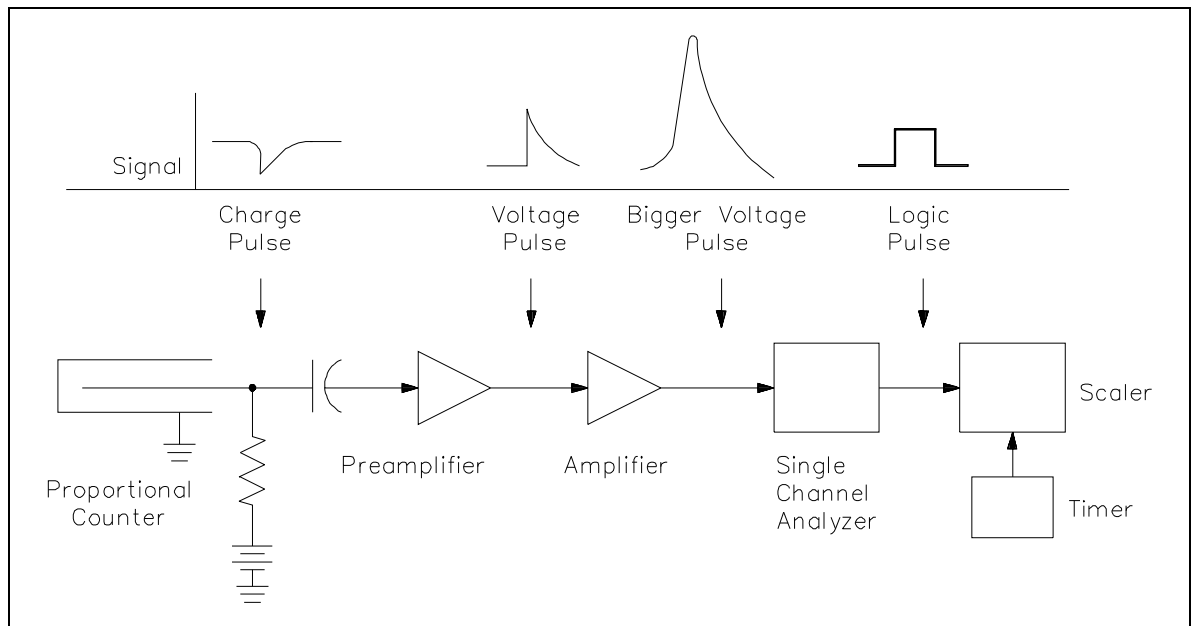 Signal
Charge
Pulse
Voltage
Pulse
Bigger Voltage
Pulse
Logic
Pulse
Scaler
Preamplifier
Amplifier
Single
Channel
Analyzer
Proportional
Counter
Timer